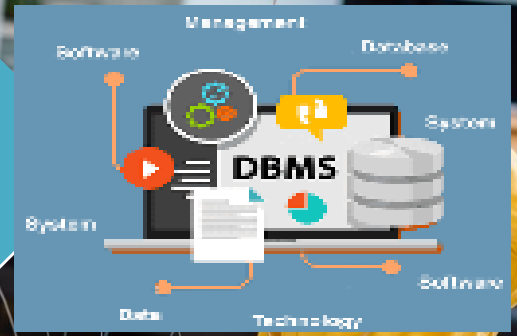 Management
Software
Database
System
DBMS
System
Software
Data
Technology